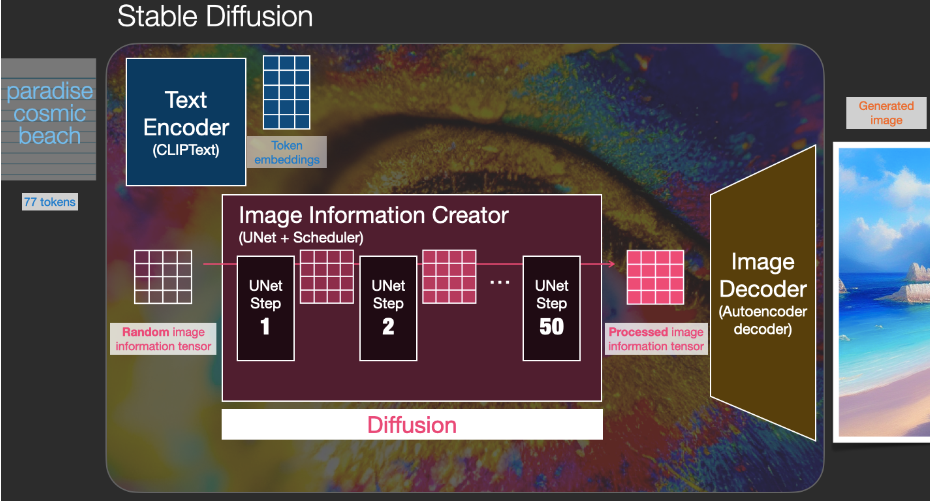 Stable Diffusion
paradise
cosmic
beach
77 tokens
Text
Encoder
(CLIPText)
Token
embeddings
Generated
image
Image Information Creator
(UNet + Scheduler)
UNet
Step
1
UNet
Step
2
...
UNet
Step
50
Random image
information tensor
Processed image
information tensor
Image
Decoder
(Autoencoder
decoder)
Diffusion